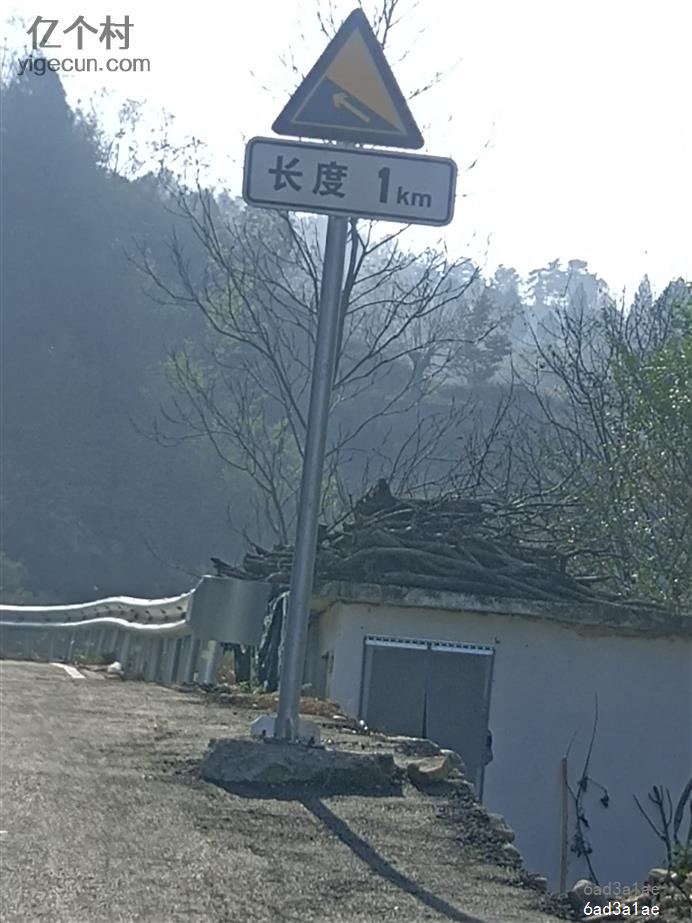 亿个村
yigecun.com
长度 1km
6ad3a1ae
6ad3a1ae